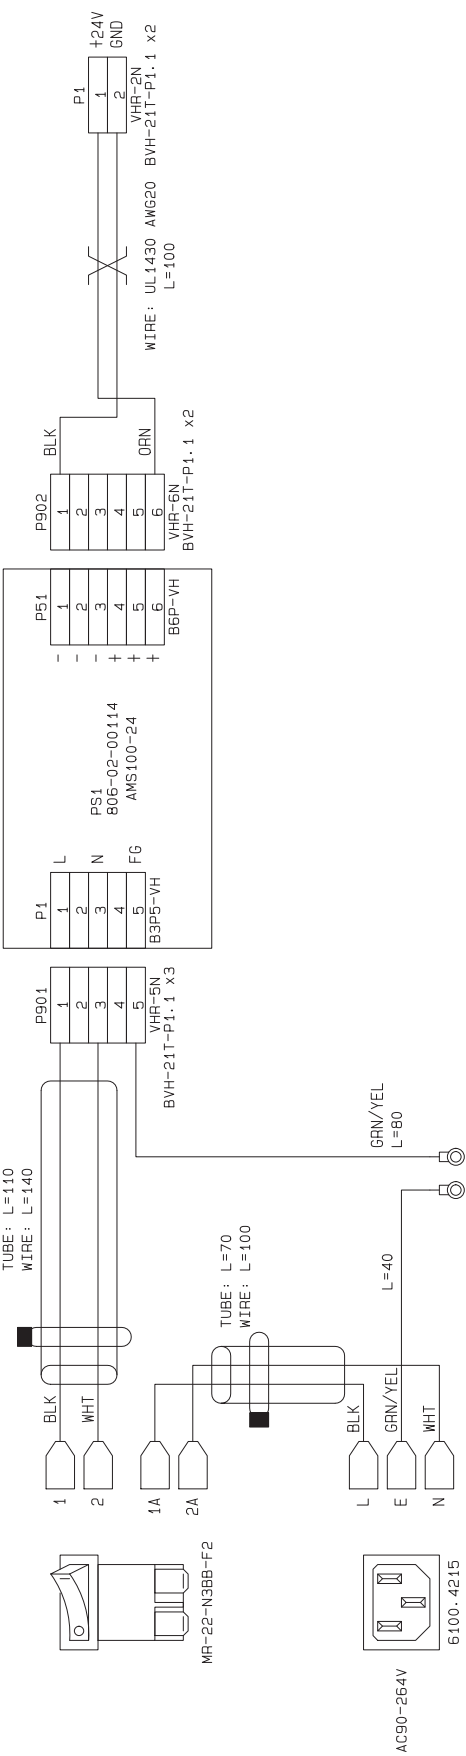 AC90-264V
6100.4215
MR-22-N3BB-F2
1
2
1A
2A
L
E
N
BLK
WHT
BLK
GRN/YEL
WHT
TUBE: L=110
WIRE: L=140
TUBE: L=70
WIRE: L=100
L=40
GRN/YEL
L=80
P901
1
2
3
4
5
VHR-5N
BVH-21T-P1.1 x3
P1
1
2
3
4
5
B3P5-VH
L
N
FG
PS1
806-02-00114
AMS100-24
-
-
-
+
+
+
P51
1
2
3
4
5
6
B6P-VH
P902
1
2
3
4
5
6
VHR-6N
BVH-21T-P1.1 x2
BLK
ORN
WIRE: UL1430 AWG20
L=100
P1
1
2
VHR-2N
BVH-21T-P1.1 x2
+24V
GND